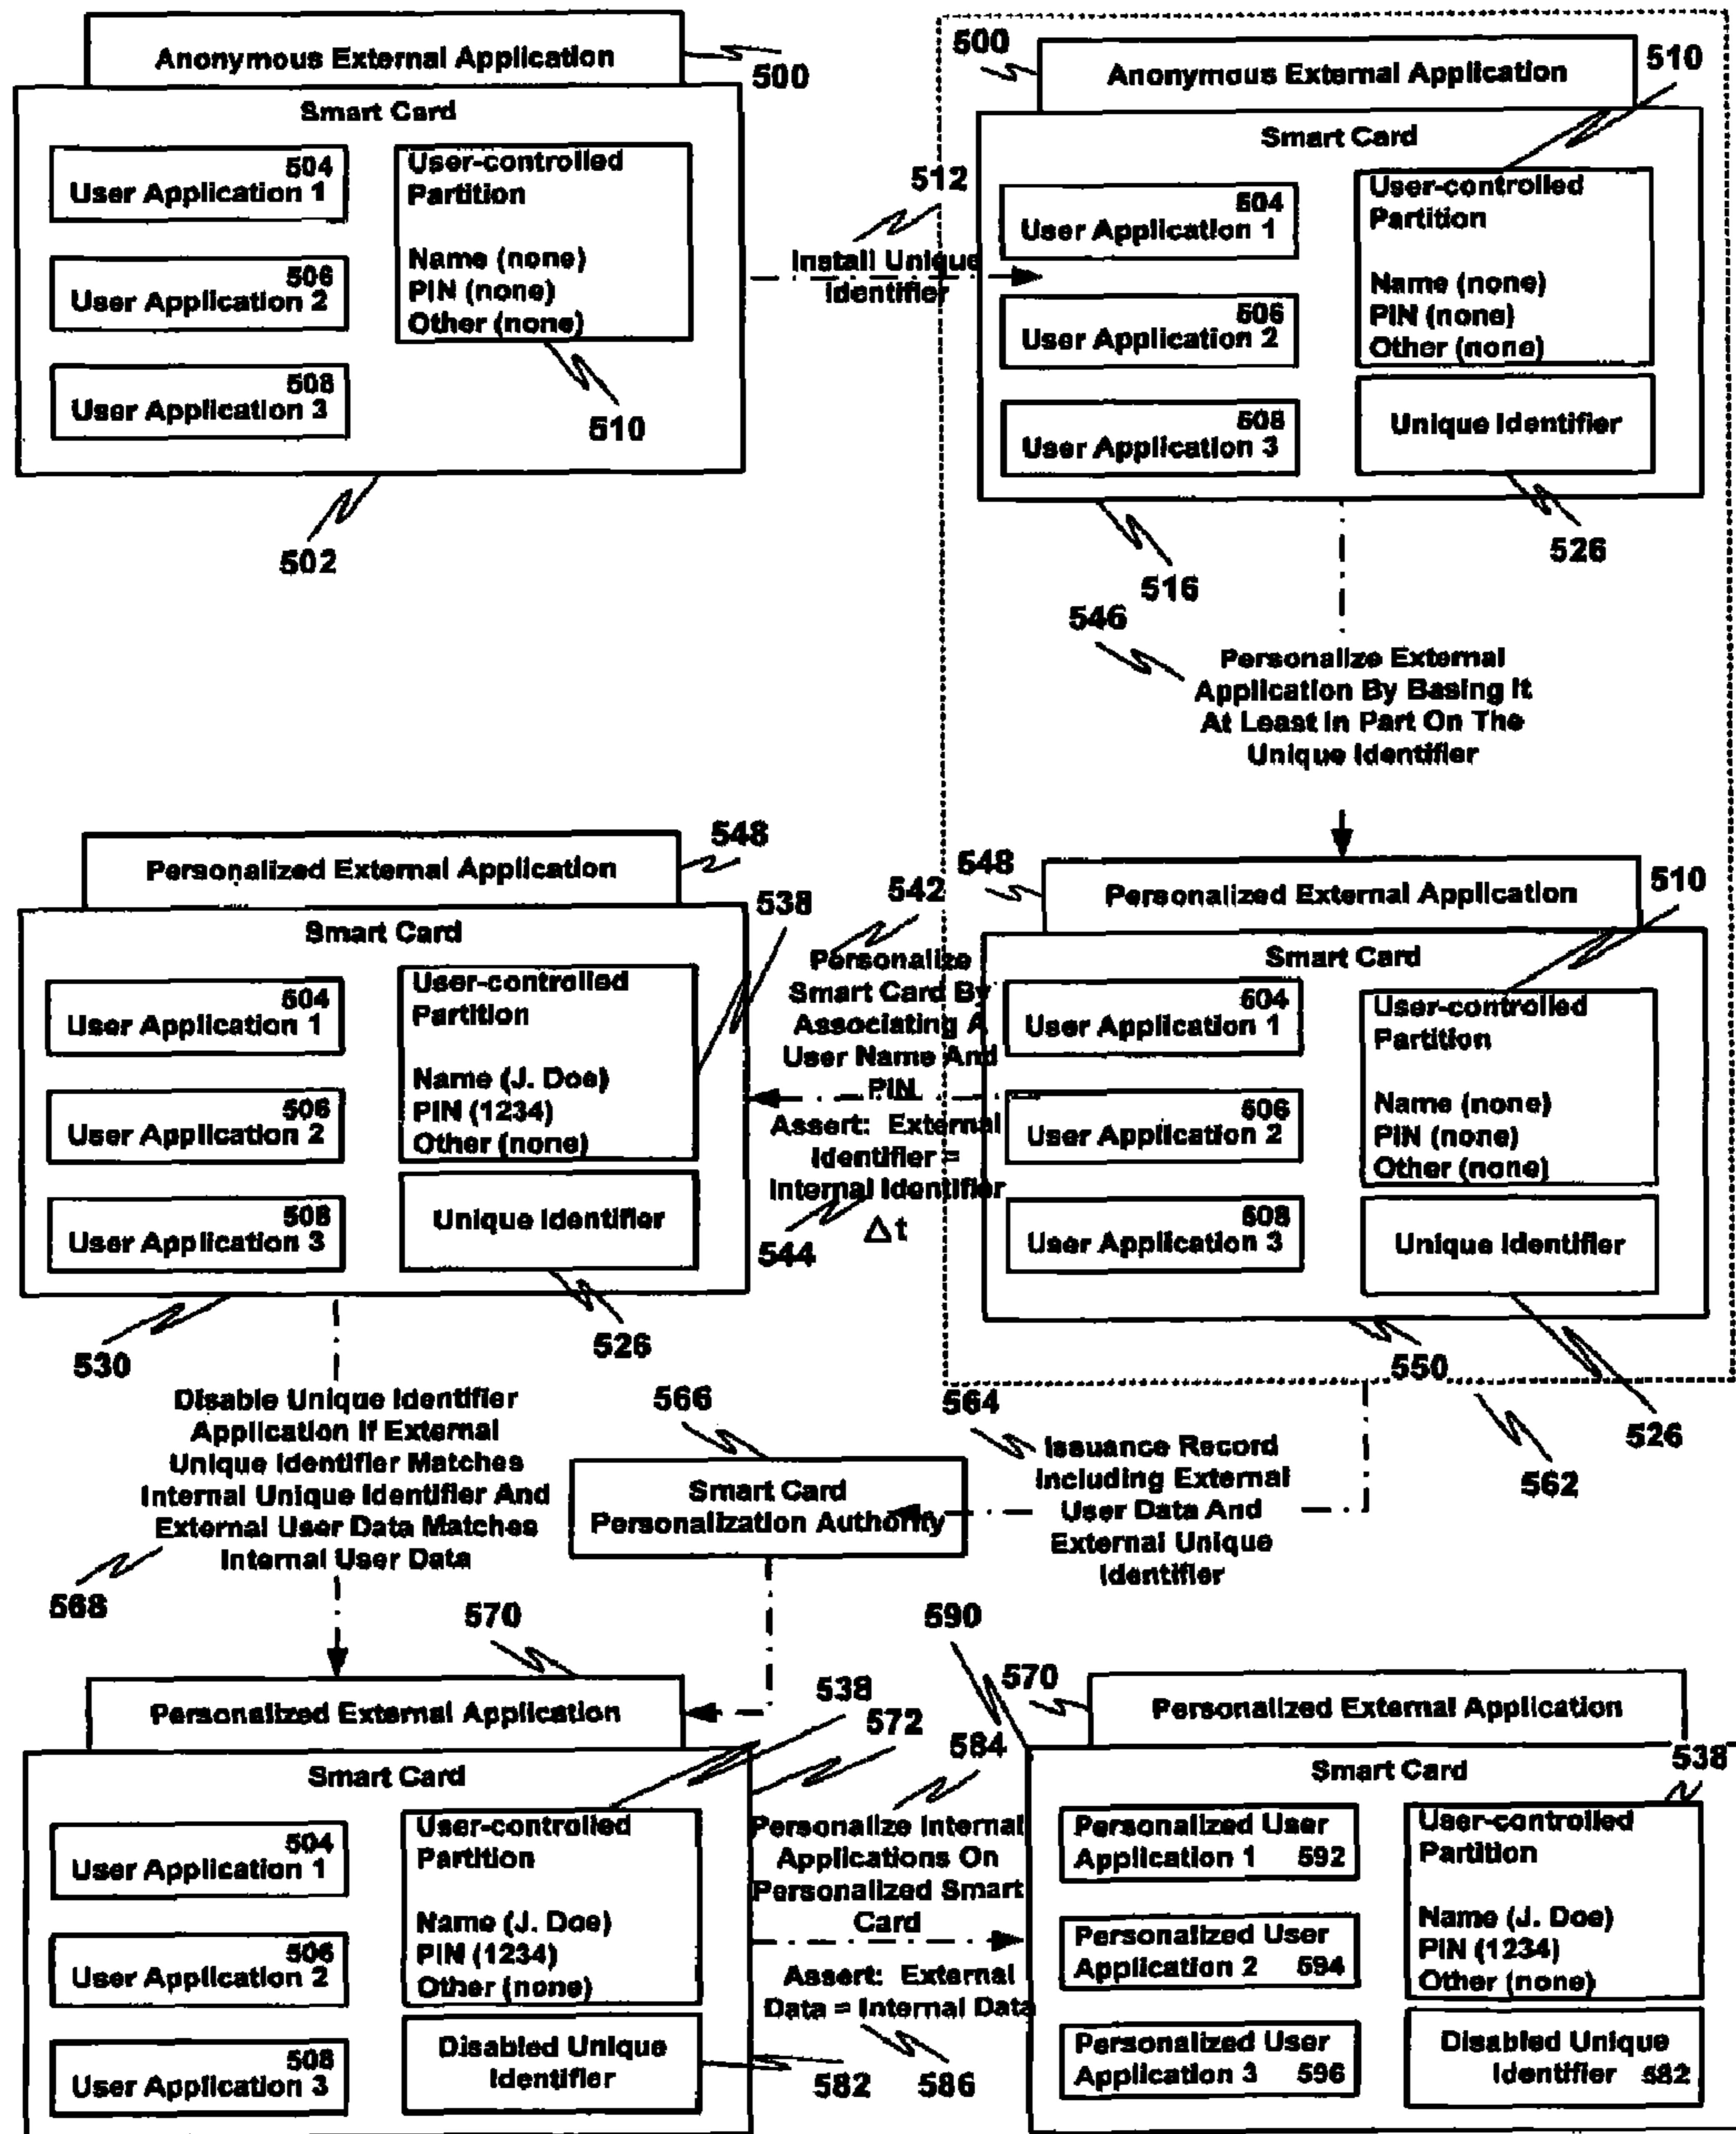 Anonymous External Application
500
Smart Card
504
User Application 1
506
User Application 2
508
User Application 3
User-controlled
Partition
Name (none)
PIN (none)
Other (none)
510
502
512
Install Unique
Identifier
500
Anonymous External Application
510
Smart Card
504
User Application 1
506
User Application 2
508
User Application 3
User-controlled
Partition
Name (none)
PIN (none)
Other (none)
Unique Identifier
516
526
546
Personalize External
Application By Basing It
At Least In Part On The
Unique Identifier
548
Personalized External Application
538
Smart Card
504
User Application 1
506
User Application 2
508
User Application 3
User-controlled
Partition
Name (J. Doe)
PIN (1234)
Other (none)
Unique Identifier
530
526
542
Personalize
Smart Card By
Associating A
User Name And
PIN
Assert: External
Identifier =
Internal Identifier
Δt
544
548
Personalized External Application
510
Smart Card
504
User Application 1
506
User Application 2
508
User Application 3
User-controlled
Partition
Name (none)
PIN (none)
Other (none)
Unique Identifier
550
526
562
Disable Unique Identifier
Application If External
Unique Identifier Matches
Internal Unique Identifier And
External User Data Matches
Internal User Data
568
566
Smart Card
Personalization Authority
564
Issuance Record
Including External
User Data And
External Unique
Identifier
570
Personalized External Application
538
572
Smart Card
504
User Application 1
506
User Application 2
508
User Application 3
User-controlled
Partition
Name (J. Doe)
PIN (1234)
Other (none)
Disabled Unique
Identifier
582
584
Personalize Internal
Applications On
Personalized Smart
Card
Assert: External
Data = Internal Data
586
590
570
Personalized External Application
538
Smart Card
Personalized User
Application 1 592
Personalized User
Application 2 594
Personalized User
Application 3 596
User-controlled
Partition
Name (J. Doe)
PIN (1234)
Other (none)
Disabled Unique
Identifier 582